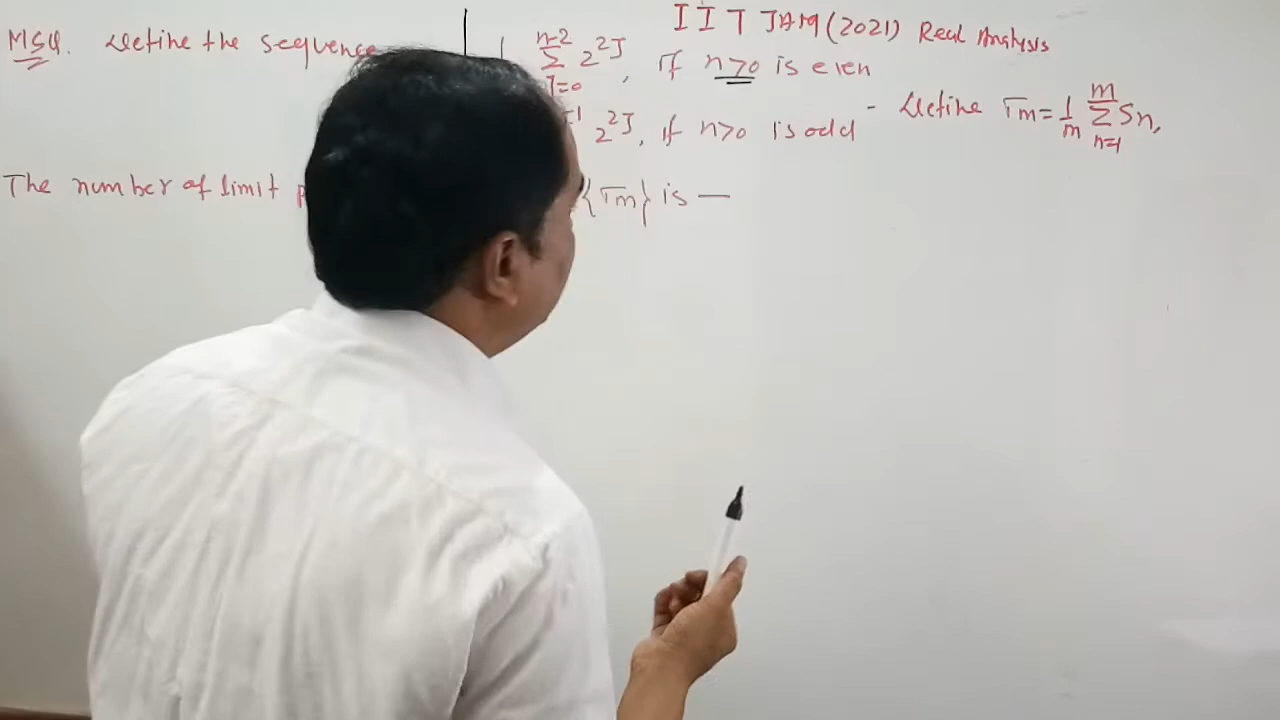 IIT JAM (2021) Real Analysis
MSQ. Define the sequence
n-2 Σ J=0 2^2J, if n>0 is even
-1 2^2J, if n>0 is odd - Define Tm = 1/m m Σ n=1 Sn,
The number of limit {Tm} is —